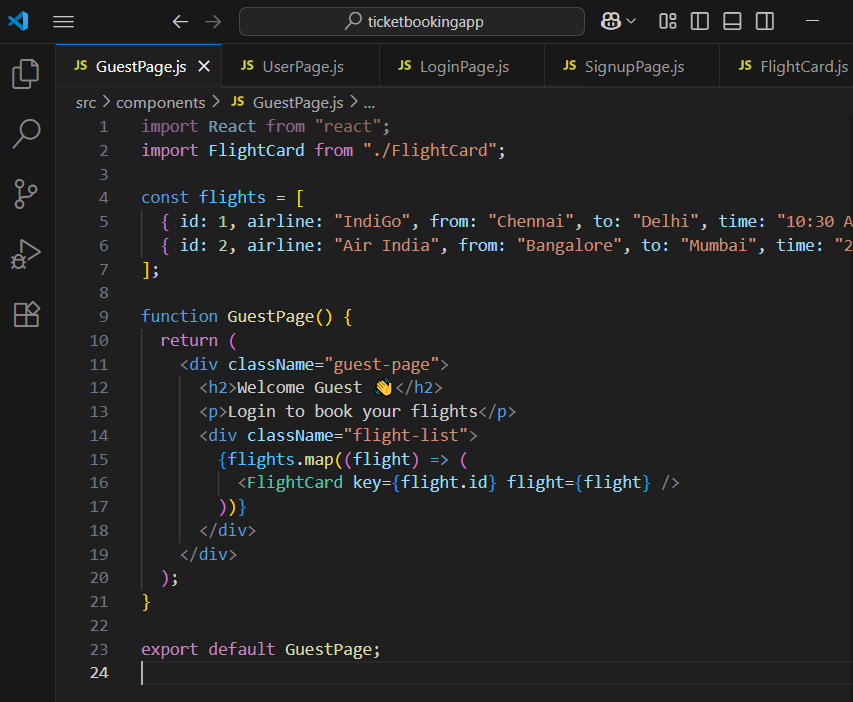 ticketbookingapp
JS GuestPage.js JS UserPage.js JS LoginPage.js JS SignupPage.js JS FlightCard.js
src > components > JS GuestPage.js > ...
1 import React from "react";
2 import FlightCard from "./FlightCard";
3
4 const flights = [
5 { id: 1, airline: "IndiGo", from: "Chennai", to: "Delhi", time: "10:30 A
6 { id: 2, airline: "Air India", from: "Bangalore", to: "Mumbai", time: "2
7 ];
8
9 function GuestPage() {
10 return (
11 <div className="guest-page">
12 <h2>Welcome Guest 👋</h2>
13 <p>Login to book your flights</p>
14 <div className="flight-list">
15 {flights.map((flight) => (
16 <FlightCard key={flight.id} flight={flight} />
17 ))}
18 </div>
19 </div>
20 );
21 }
22
23 export default GuestPage;
24